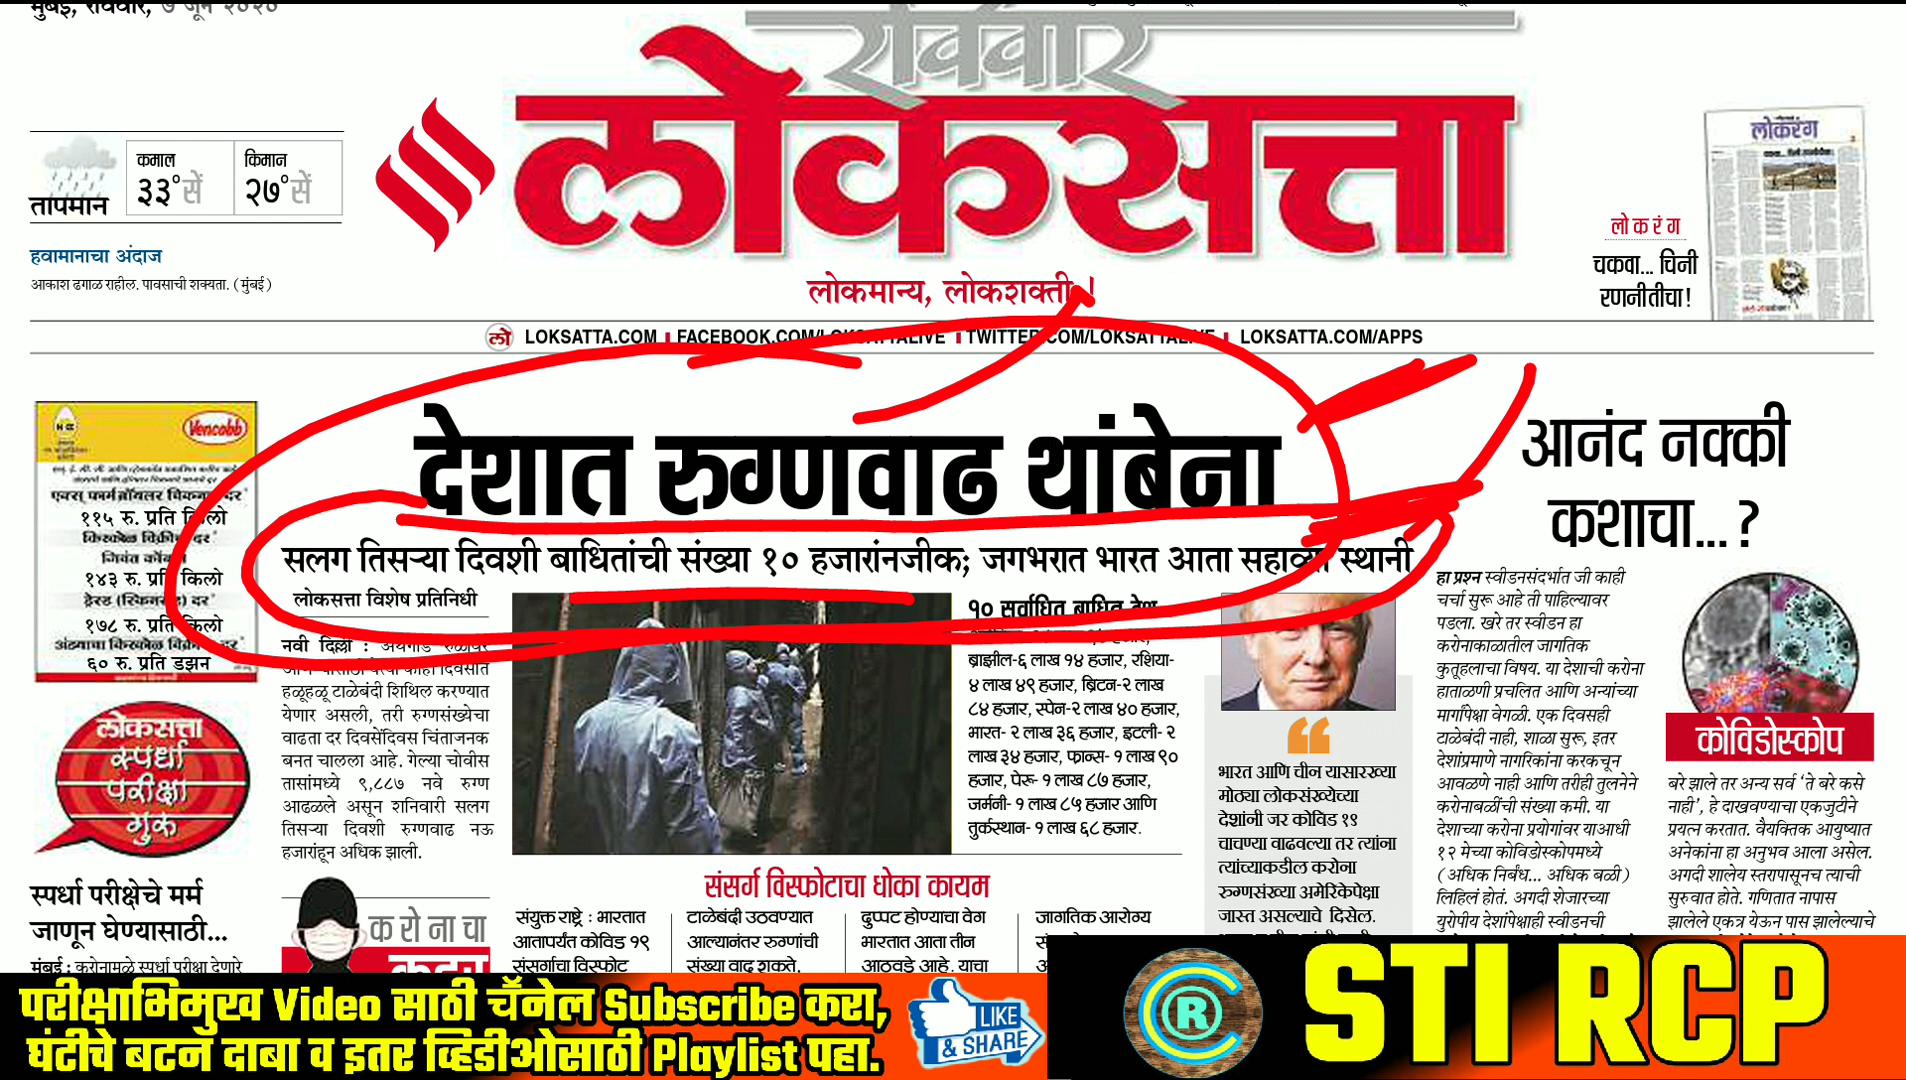 मुंबई, रविवार, ७ जून २०२०
रविवार
लोकसत्ता
लोकमान्य, लोकशक्ती
तापमान
कमाल
३३°सें
किमान
२७°सें
हवामानाचा अंदाज
आकाश ढगाळ राहील. पावसाची शक्यता. (मुंबई)
लोकरंग
लो क रं ग
चकवा... चिनी
रणनीतीचा!
लो LOKSATTA.COM FACEBOOK.COM/LOKSATTALIVE TWITTER.COM/LOKSATTALIVE LOKSATTA.COM/APPS
Vencobb
११५ रु. प्रति किलो
१४३ रु. प्रति किलो
१७८ रु. प्रति किलो
६० रु. प्रति डझन
लोकसत्ता
स्पर्धा
परीक्षा
गुरू
स्पर्धा परीक्षेचे मर्म
जाणून घेण्यासाठी...
मुंबई : करोनामुळे स्पर्धा परीक्षा देणारे
देशात रुग्णवाढ थांबेना
सलग तिसऱ्या दिवशी बाधितांची संख्या १० हजारांनजीक; जगभरात भारत आता सहाव्या स्थानी
लोकसत्ता विशेष प्रतिनिधी
नवी दिल्ली :
हळूहळू टाळेबंदी शिथिल करण्यात
येणार असली, तरी रुग्णसंख्येचा
वाढता दर दिवसेंदिवस चिंताजनक
बनत चालला आहे. गेल्या चोवीस
तासांमध्ये ९,८८७ नवे रुग्ण
आढळले असून शनिवारी सलग
तिसऱ्या दिवशी रुग्णवाढ नऊ
हजारांहून अधिक झाली.
करोनाचा
कहर
१० सर्वाधित बाधित देश
ब्राझील-६ लाख १४ हजार, रशिया-
४ लाख ४९ हजार, ब्रिटन-२ लाख
८४ हजार, स्पेन-२ लाख ४० हजार,
भारत- २ लाख ३६ हजार, इटली- २
लाख ३४ हजार, फ्रान्स- १ लाख ९०
हजार, पेरू- १ लाख ८७ हजार,
जर्मनी- १ लाख ८५ हजार आणि
तुर्कस्थान- १ लाख ६८ हजार.
भारत आणि चीन यासारख्या
मोठ्या लोकसंख्येच्या
देशांनी जर कोविड १९
चाचण्या वाढवल्या तर त्यांना
त्यांच्याकडील करोना
रुग्णसंख्या अमेरिकेपेक्षा
जास्त असल्याचे दिसेल.
संसर्ग विस्फोटाचा धोका कायम
संयुक्त राष्ट्रे : भारतात
आतापर्यंत कोविड १९
संसर्गाचा विस्फोट
टाळेबंदी उठवण्यात
आल्यानंतर रुग्णांची
संख्या वाढू शकते.
दुप्पट होण्याचा वेग
भारतात आता तीन
आठवडे आहे. याचा
जागतिक आरोग्य
आनंद नक्की
कशाचा...?
हा प्रश्न स्वीडनसंदर्भात जी काही
चर्चा सुरू आहे ती पाहिल्यावर
पडला. खरे तर स्वीडन हा
करोनाकाळातील जागतिक
कुतूहलाचा विषय. या देशाची करोना
हाताळणी प्रचलित आणि अन्यांच्या
मार्गांपेक्षा वेगळी. एक दिवसही
टाळेबंदी नाही, शाळा सुरू, इतर
देशांप्रमाणे नागरिकांना करकचून
आवळणे नाही आणि तरीही तुलनेने
करोनाबळींची संख्या कमी. या
देशाच्या करोना प्रयोगांवर याआधी
१२ मेच्या कोविडोस्कोपमध्ये
(अधिक निर्बंध... अधिक बळी)
लिहिलं होतं. अगदी शेजारच्या
युरोपीय देशांपेक्षाही स्वीडनची
कोविडोस्कोप
बरे झाले तर अन्य सर्व ‘ते बरे कसे
नाही’, हे दाखवण्याचा एकजुटीने
प्रयत्न करतात. वैयक्तिक आयुष्यात
अनेकांना हा अनुभव आला असेल.
अगदी शालेय स्तरापासूनच त्याची
सुरुवात होते. गणितात नापास
झालेले एकत्र येऊन पास झालेल्याचे
परीक्षाभिमुख Video साठी चॅनेल Subscribe करा,
घंटीचे बटन दाबा व इतर व्हिडीओसाठी Playlist पहा.
LIKE
& SHARE
R
STI RCP